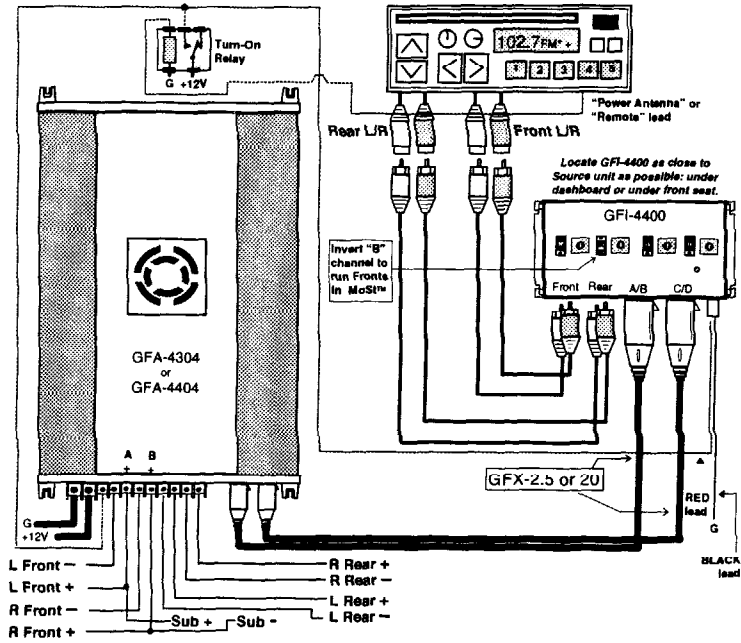 Turn-On
Relay
G +12V
102.7FM* +
1 2 3 4 5
"Power Antenna" or
"Remote" lead
Rear L/R
Front L/R
Locate GFI-4400 as close to
Source unit as possible: under
dashboard or under front seat.
GFI-4400
Invert "B"
channel to
run Fronts
in MoSt™
Front Rear A/B C/D
GFA-4304
or
GFA-4404
A B
+ +
GFX-2.5 or 20
RED
lead
G
BLACK
lead
G
+12V
L Front −
L Front +
R Front −
R Front +
Sub +
Sub -
R Rear +
R Rear −
L Rear +
L Rear −